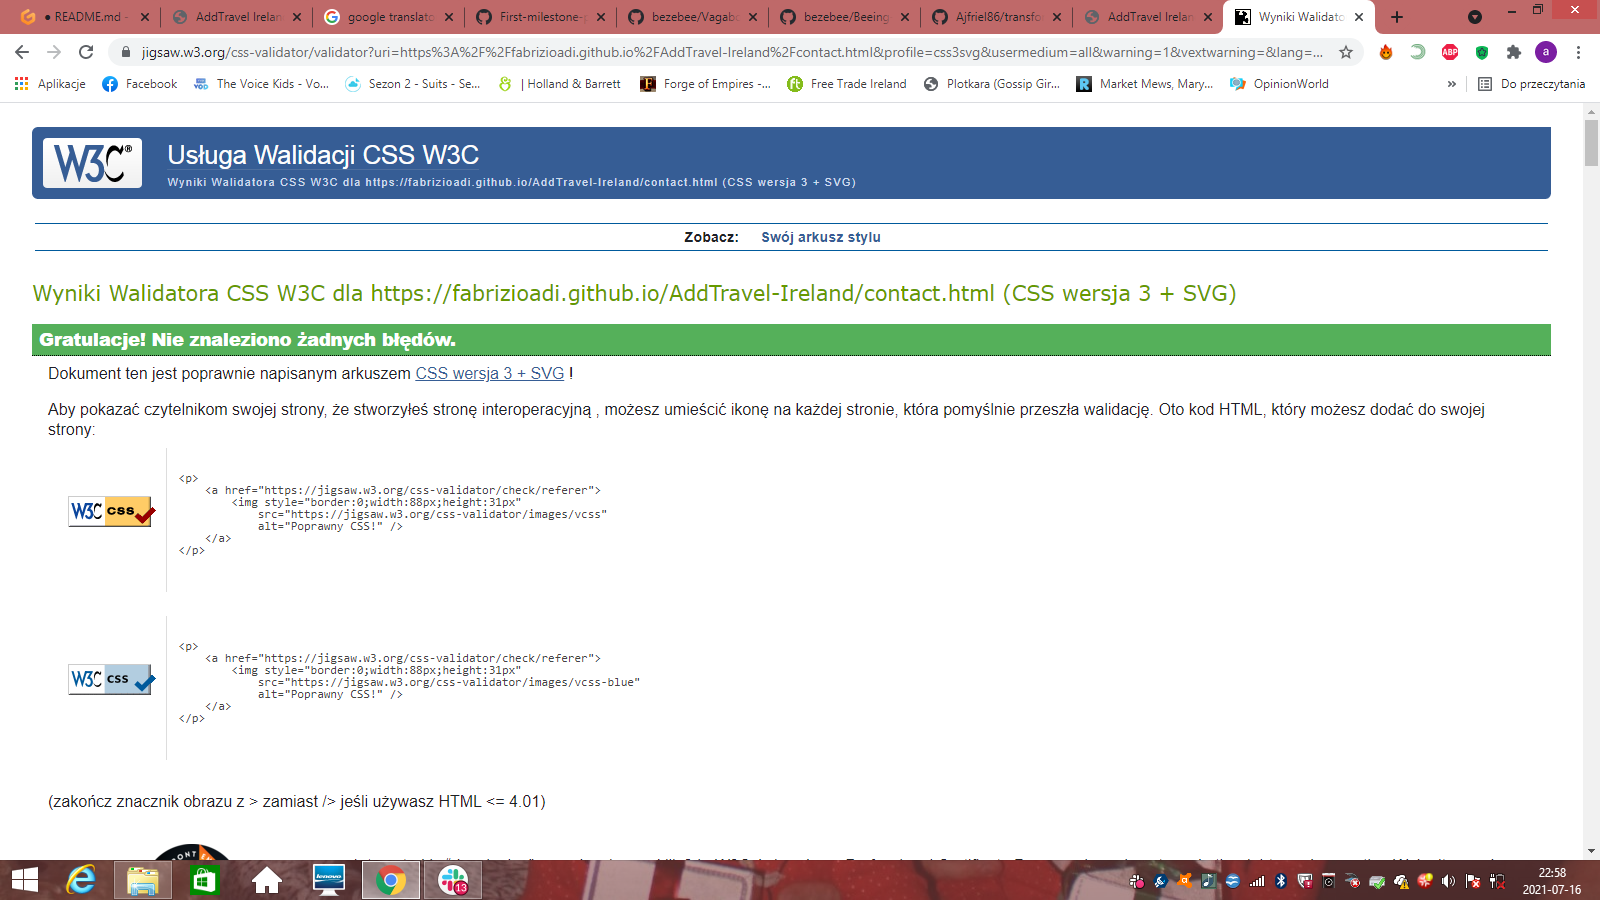 ● README.md -
AddTravel Irelan
google translato
First-milestone-p
bezebee/Vagab
bezebee/Beeing
Ajfriel86/transfo
AddTravel Irelan
Wyniki Walidato
jigsaw.w3.org/css-validator/validator?uri=https%3A%2F%2Ffabrizioadi.github.io%2FAddTravel-Ireland%2Fcontact.html&profile=css3svg&usermedium=all&warning=1&vextwarning=&lang=...
ABP
a
Aplikacje
Facebook
The Voice Kids - Vo...
Sezon 2 - Suits - Se...
| Holland & Barrett
Forge of Empires -...
Free Trade Ireland
Plotkara (Gossip Gir...
Market Mews, Mary...
OpinionWorld
»
Do przeczytania
W3C®
Usługa Walidacji CSS W3C
Wyniki Walidatora CSS W3C dla https://fabrizioadi.github.io/AddTravel-Ireland/contact.html (CSS wersja 3 + SVG)
Zobacz: Swój arkusz stylu
Wyniki Walidatora CSS W3C dla https://fabrizioadi.github.io/AddTravel-Ireland/contact.html (CSS wersja 3 + SVG)
Gratulacje! Nie znaleziono żadnych błędów.
Dokument ten jest poprawnie napisanym arkuszem CSS wersja 3 + SVG !
Aby pokazać czytelnikom swojej strony, że stworzyłeś stronę interoperacyjną , możesz umieścić ikonę na każdej stronie, która pomyślnie przeszła walidację. Oto kod HTML, który możesz dodać do swojej
strony:
W3C css
<p>
<a href="https://jigsaw.w3.org/css-validator/check/referer">
<img style="border:0;width:88px;height:31px"
src="https://jigsaw.w3.org/css-validator/images/vcss"
alt="Poprawny CSS!" />
</a>
</p>
W3C css
<p>
<a href="https://jigsaw.w3.org/css-validator/check/referer">
<img style="border:0;width:88px;height:31px"
src="https://jigsaw.w3.org/css-validator/images/vcss-blue"
alt="Poprawny CSS!" />
</a>
</p>
(zakończ znacznik obrazu z > zamiast /> jeśli używasz HTML <= 4.01)
lenovo
13
22:58
2021-07-16